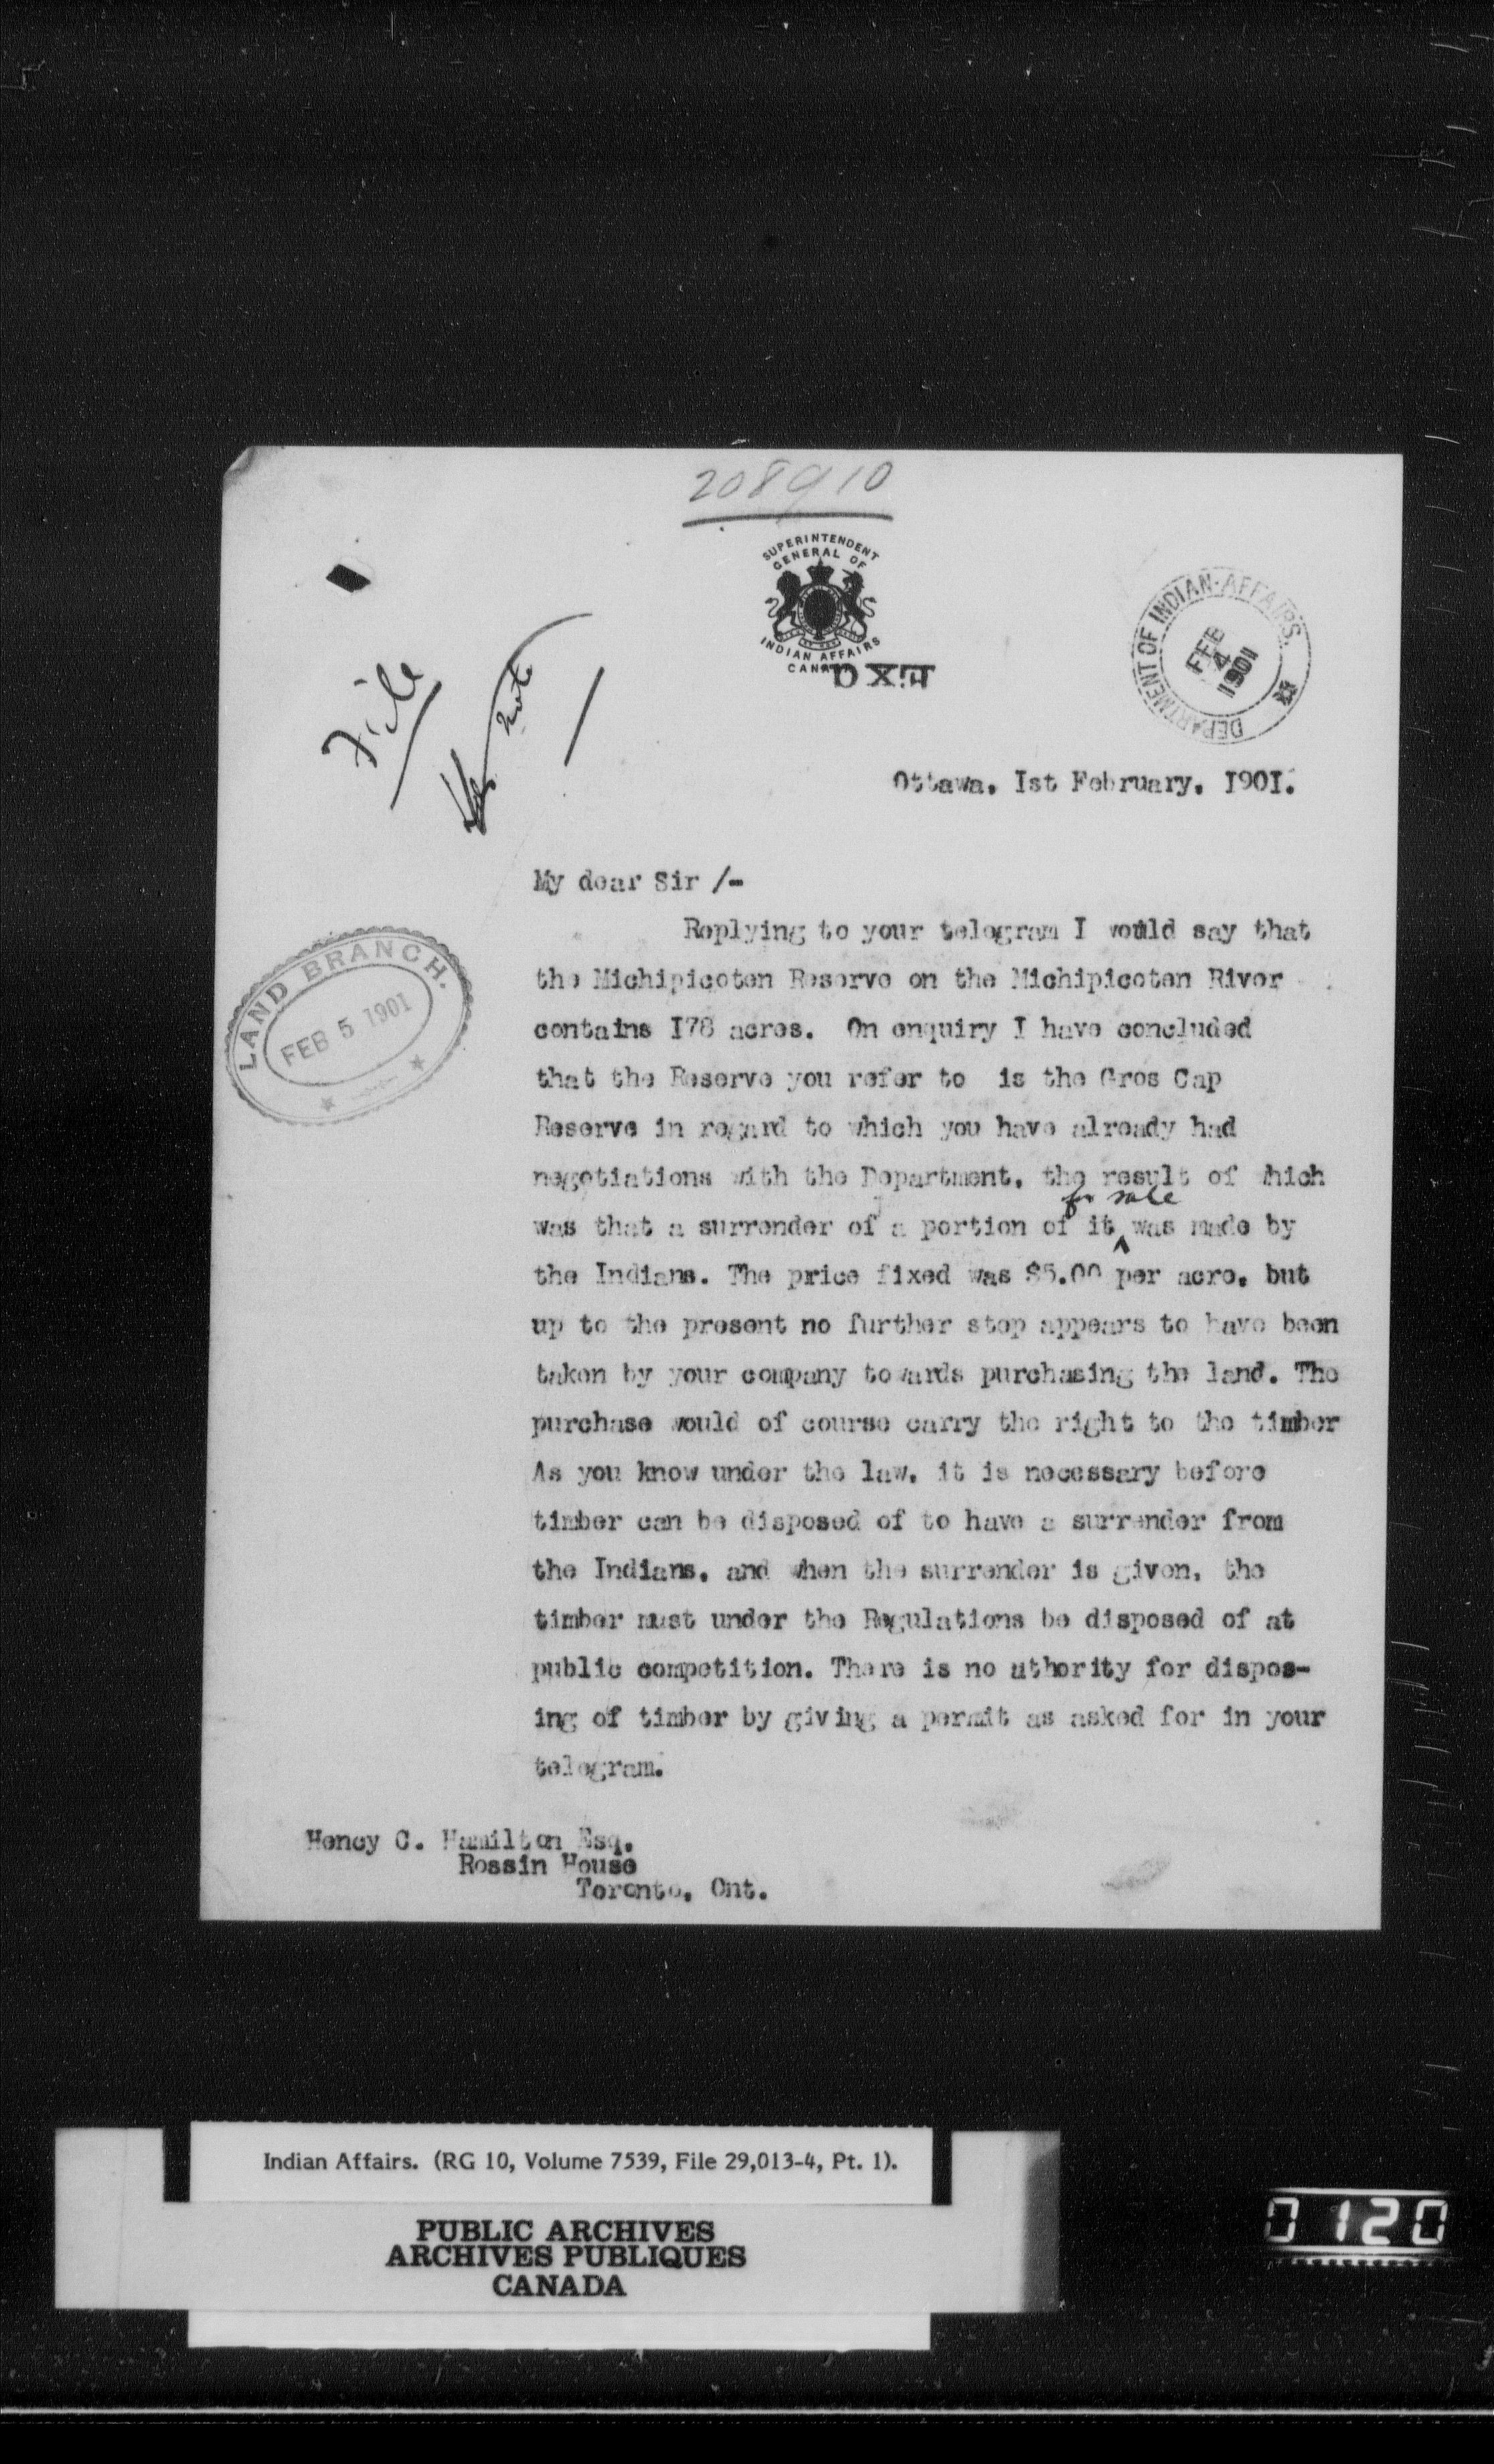 208910
SUPERINTENDENT
GENERAL OF
INDIAN AFFAIRS
CANADA
DEPARTMENT OF INDIAN AFFAIRS.
FEB
4
1901
File
note
Ottawa, Ist February, I90I.
My dear Sir /-
Replying to your telegram I would say that
the Michipicoten Reserve on the Michipicoten River
contains I78 acres. On enquiry I have concluded
that the Reserve you refer to is the Gros Cap
Reserve in regard to which you have already had
negotiations with the Department, the result of which
for sale
was that a surrender of a portion of it was made by
the Indians. The price fixed was $5.00 per acre, but
up to the present no further step appears to have been
taken by your company towards purchasing the land. The
purchase would of course carry the right to the timber
As you know under the law, it is necessary before
timber can be disposed of to have a surrender from
the Indians, and when the surrender is given, the
timber must under the Regulations be disposed of at
public competition. There is no uthority for dispos-
ing of timber by giving a permit as asked for in your
telegram.
LAND BRANCH.
FEB 5 1901
Hency C. Hamilton Esq.
Rossin House
Toronto, Ont.
Indian Affairs. (RG 10, Volume 7539, File 29,013-4, Pt. 1).
PUBLIC ARCHIVES
ARCHIVES PUBLIQUES
CANADA
0120